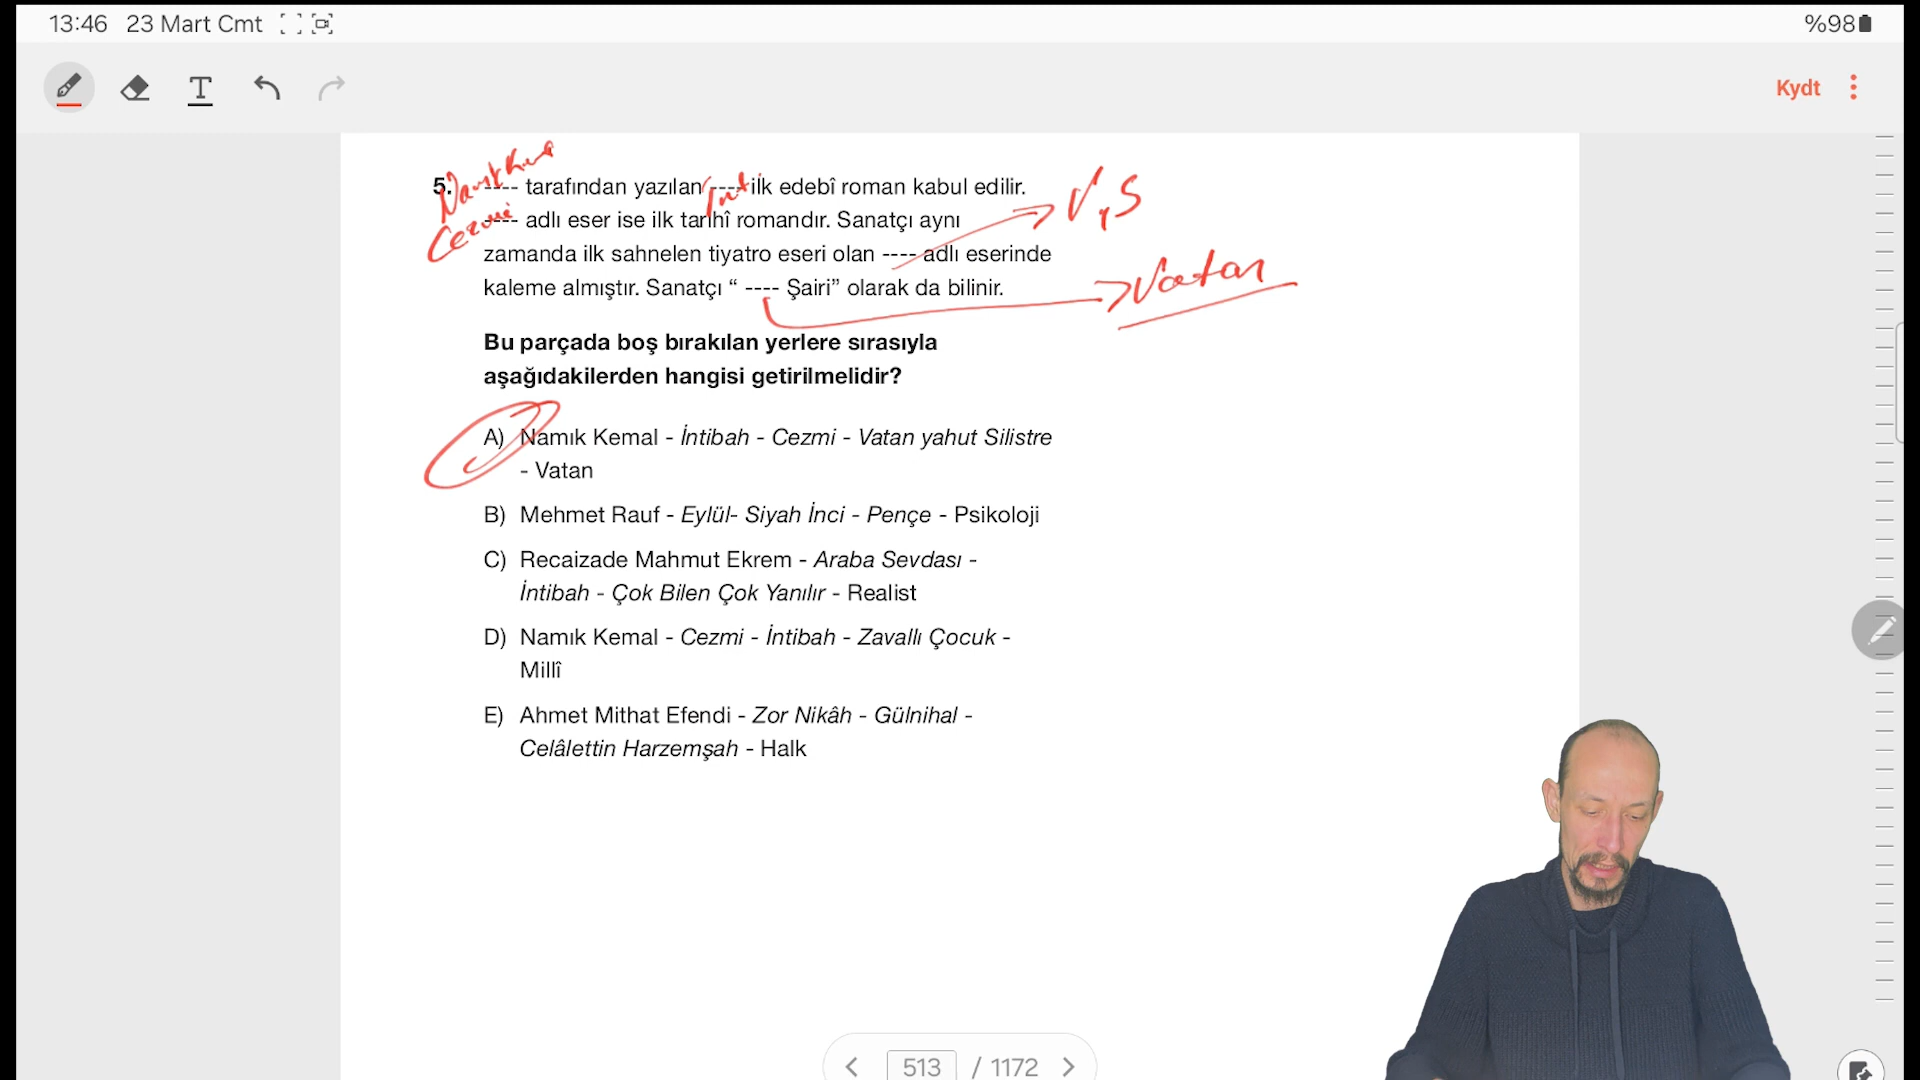 13:46 23 Mart Cmt
%98
T
Kydt
Namık Kemal
5. ---- tarafından yazılan ---- ilk edebî roman kabul edilir.
İnt
V,S
Cezmi
---- adlı eser ise ilk tarihî romandır. Sanatçı aynı
zamanda ilk sahnelen tiyatro eseri olan ---- adlı eserinde
Vatan
kaleme almıştır. Sanatçı “ ---- Şairi” olarak da bilinir.
Bu parçada boş bırakılan yerlere sırasıyla
aşağıdakilerden hangisi getirilmelidir?
A) Namık Kemal - İntibah - Cezmi - Vatan yahut Silistre
- Vatan
B) Mehmet Rauf - Eylül- Siyah İnci - Pençe - Psikoloji
C) Recaizade Mahmut Ekrem - Araba Sevdası -
İntibah - Çok Bilen Çok Yanılır - Realist
D) Namık Kemal - Cezmi - İntibah - Zavallı Çocuk -
Millî
E) Ahmet Mithat Efendi - Zor Nikâh - Gülnihal -
Celâlettin Harzemşah - Halk
513 / 1172